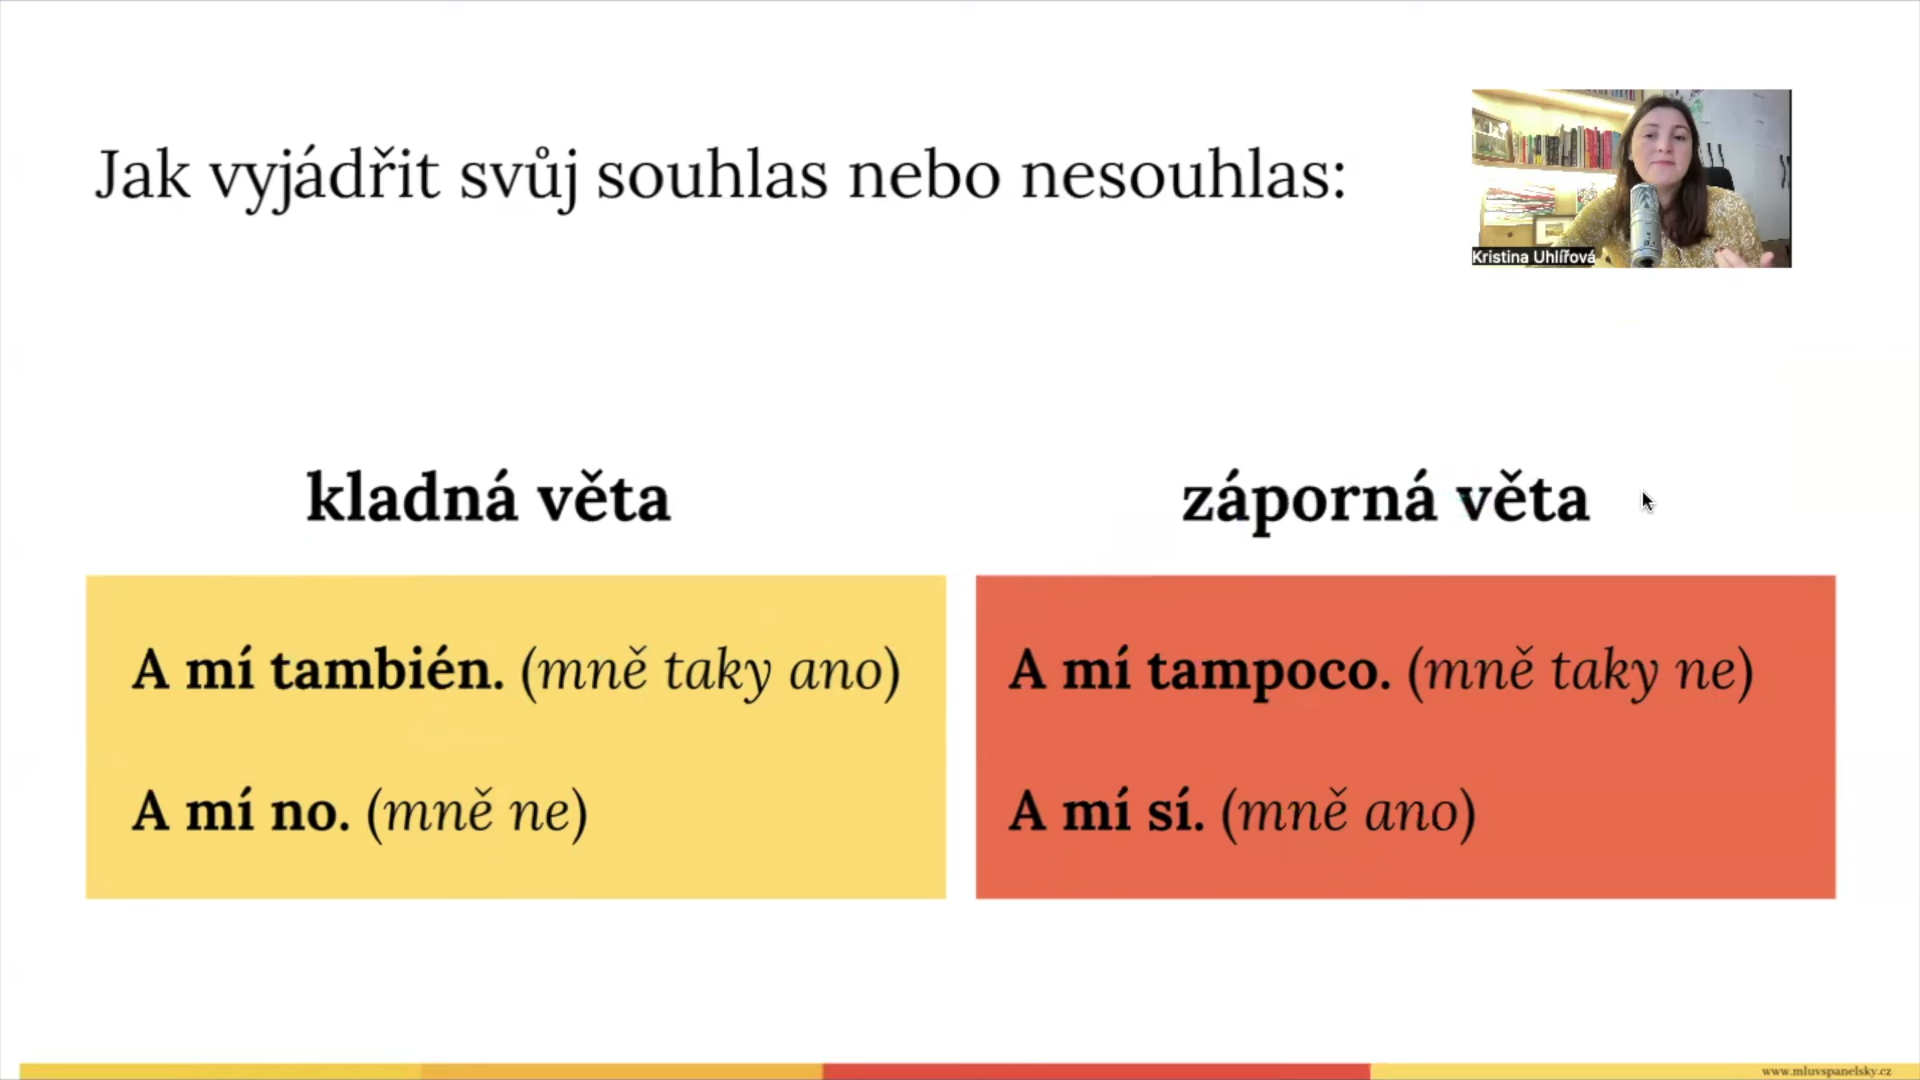 Jak vyjádřit svůj souhlas nebo nesouhlas:
Kristina Uhlířová
kladná věta
A mí también. (mně taky ano)
A mí no. (mně ne)
záporná věta
A mí tampoco. (mně taky ne)
A mí sí. (mně ano)
www.mluvspanelsky.cz